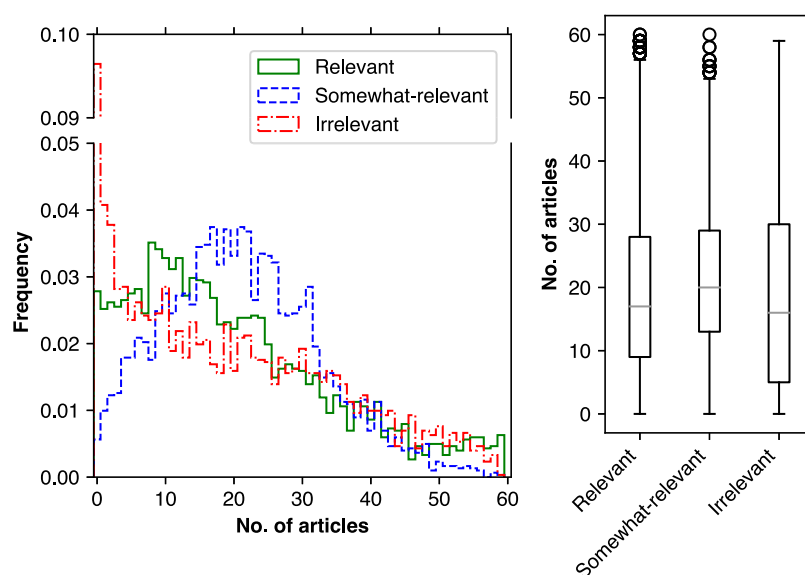 0.10
0.09
0.05
0.04
0.03
0.02
0.01
0.00
Frequency
0
10
20
30
40
50
60
No. of articles
Relevant
Somewhat-relevant
Irrelevant
60
50
40
30
20
10
0
No. of articles
Relevant
Somewhat-relevant
Irrelevant